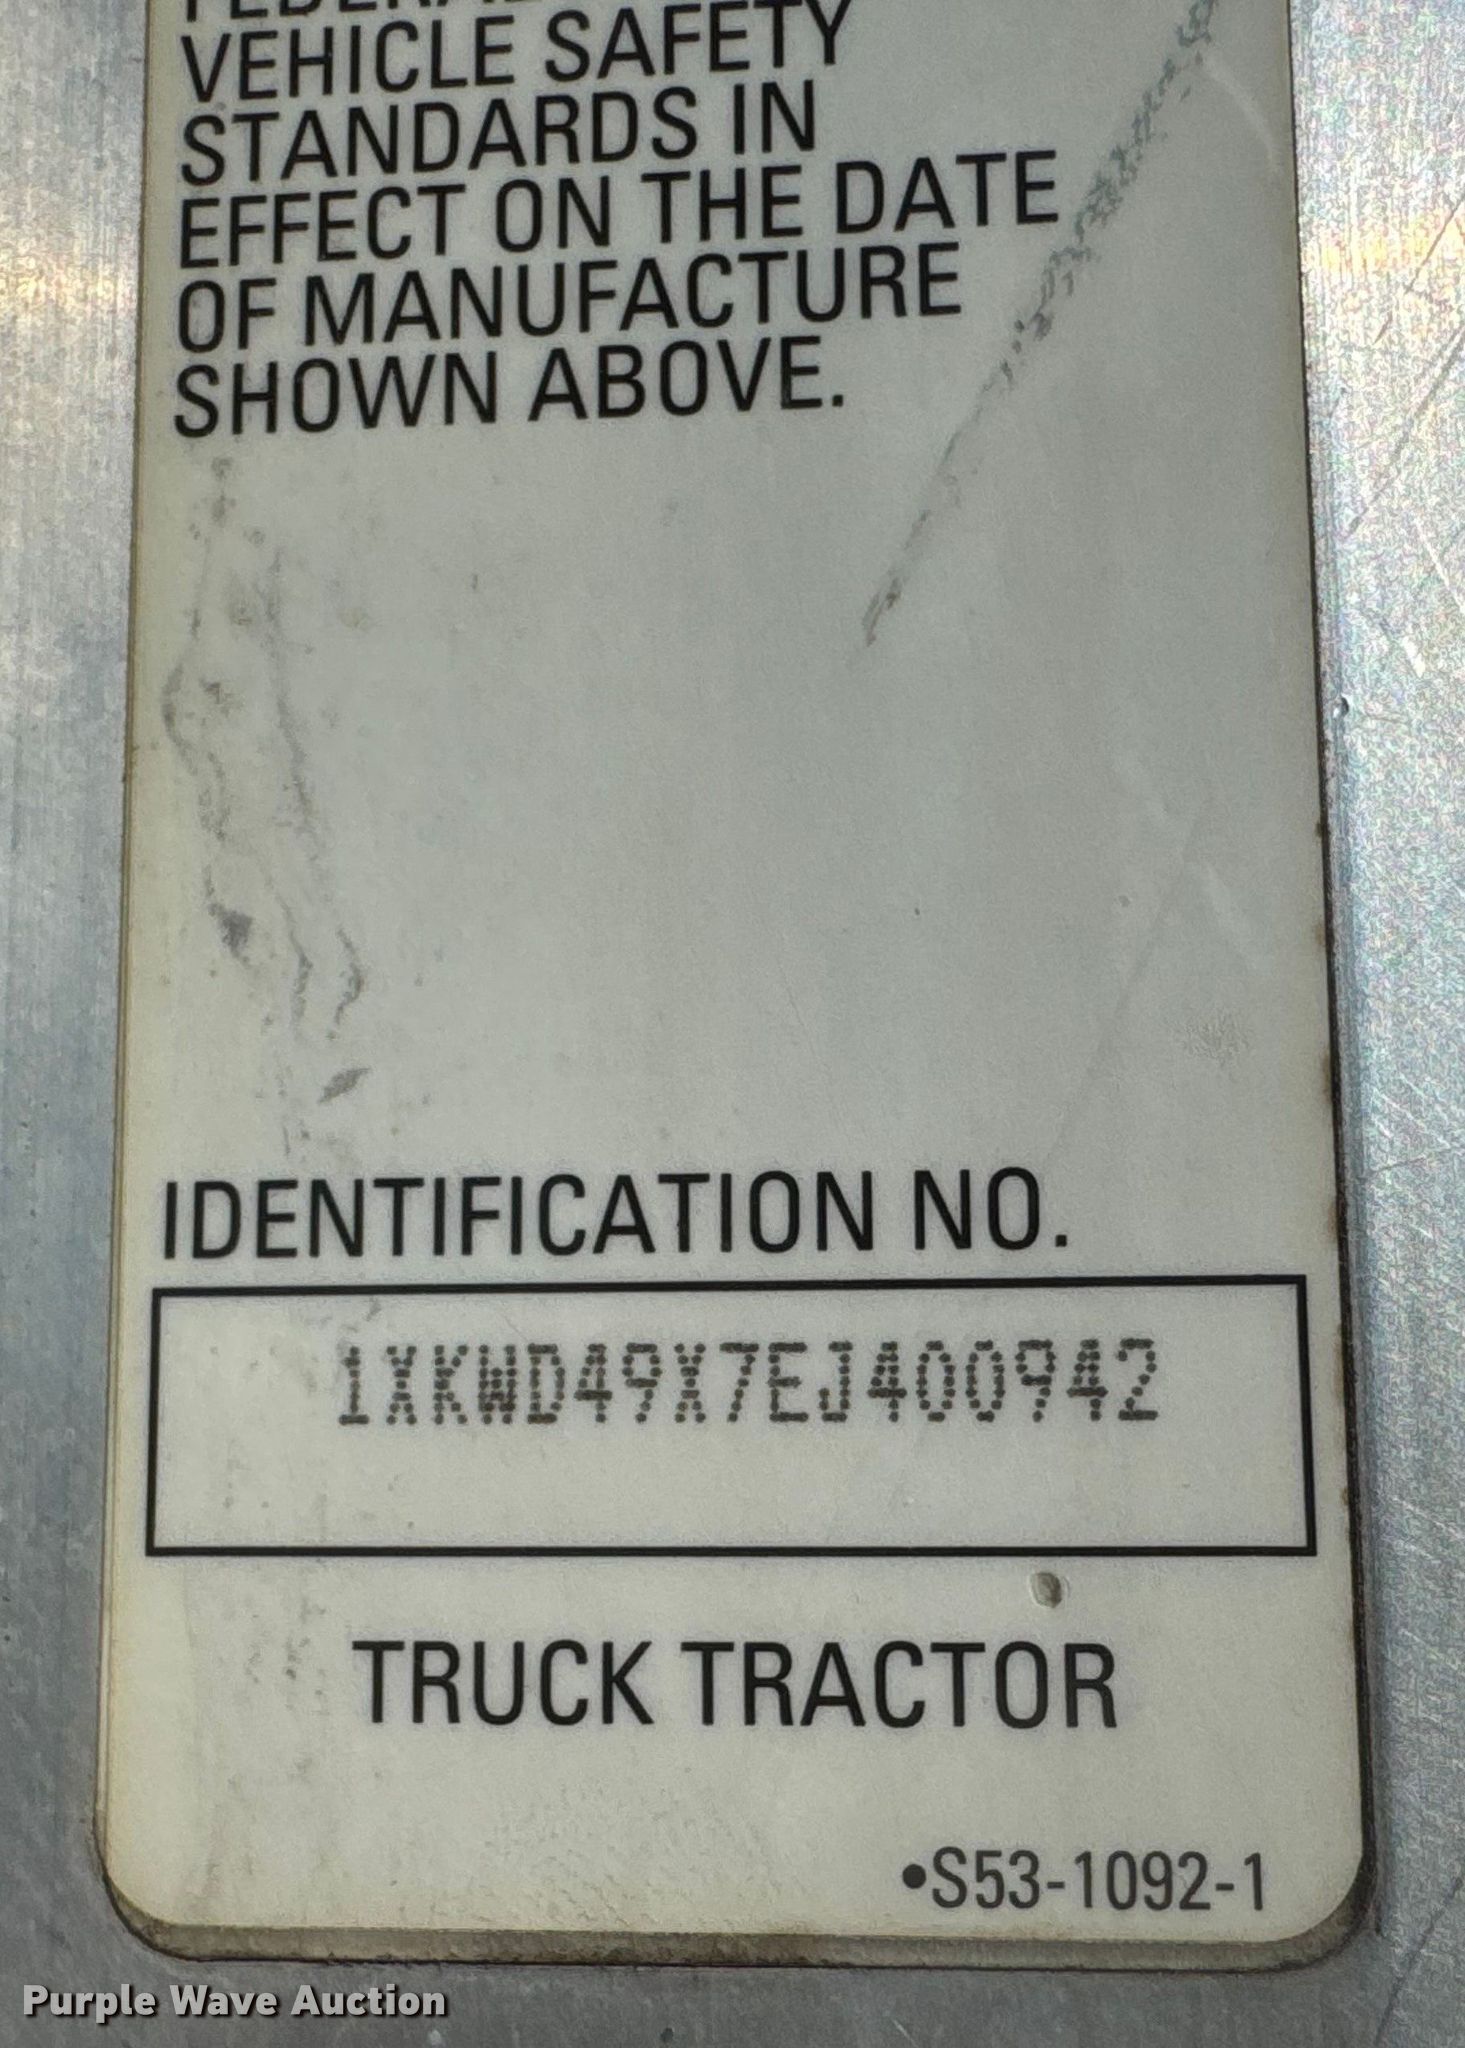 FEDERAL
VEHICLE SAFETY
STANDARDS IN
EFFECT ON THE DATE
OF MANUFACTURE
SHOWN ABOVE.
IDENTIFICATION NO.
1XKWD49X7EJ400942
TRUCK TRACTOR
•S53-1092-1
Purple Wave Auction